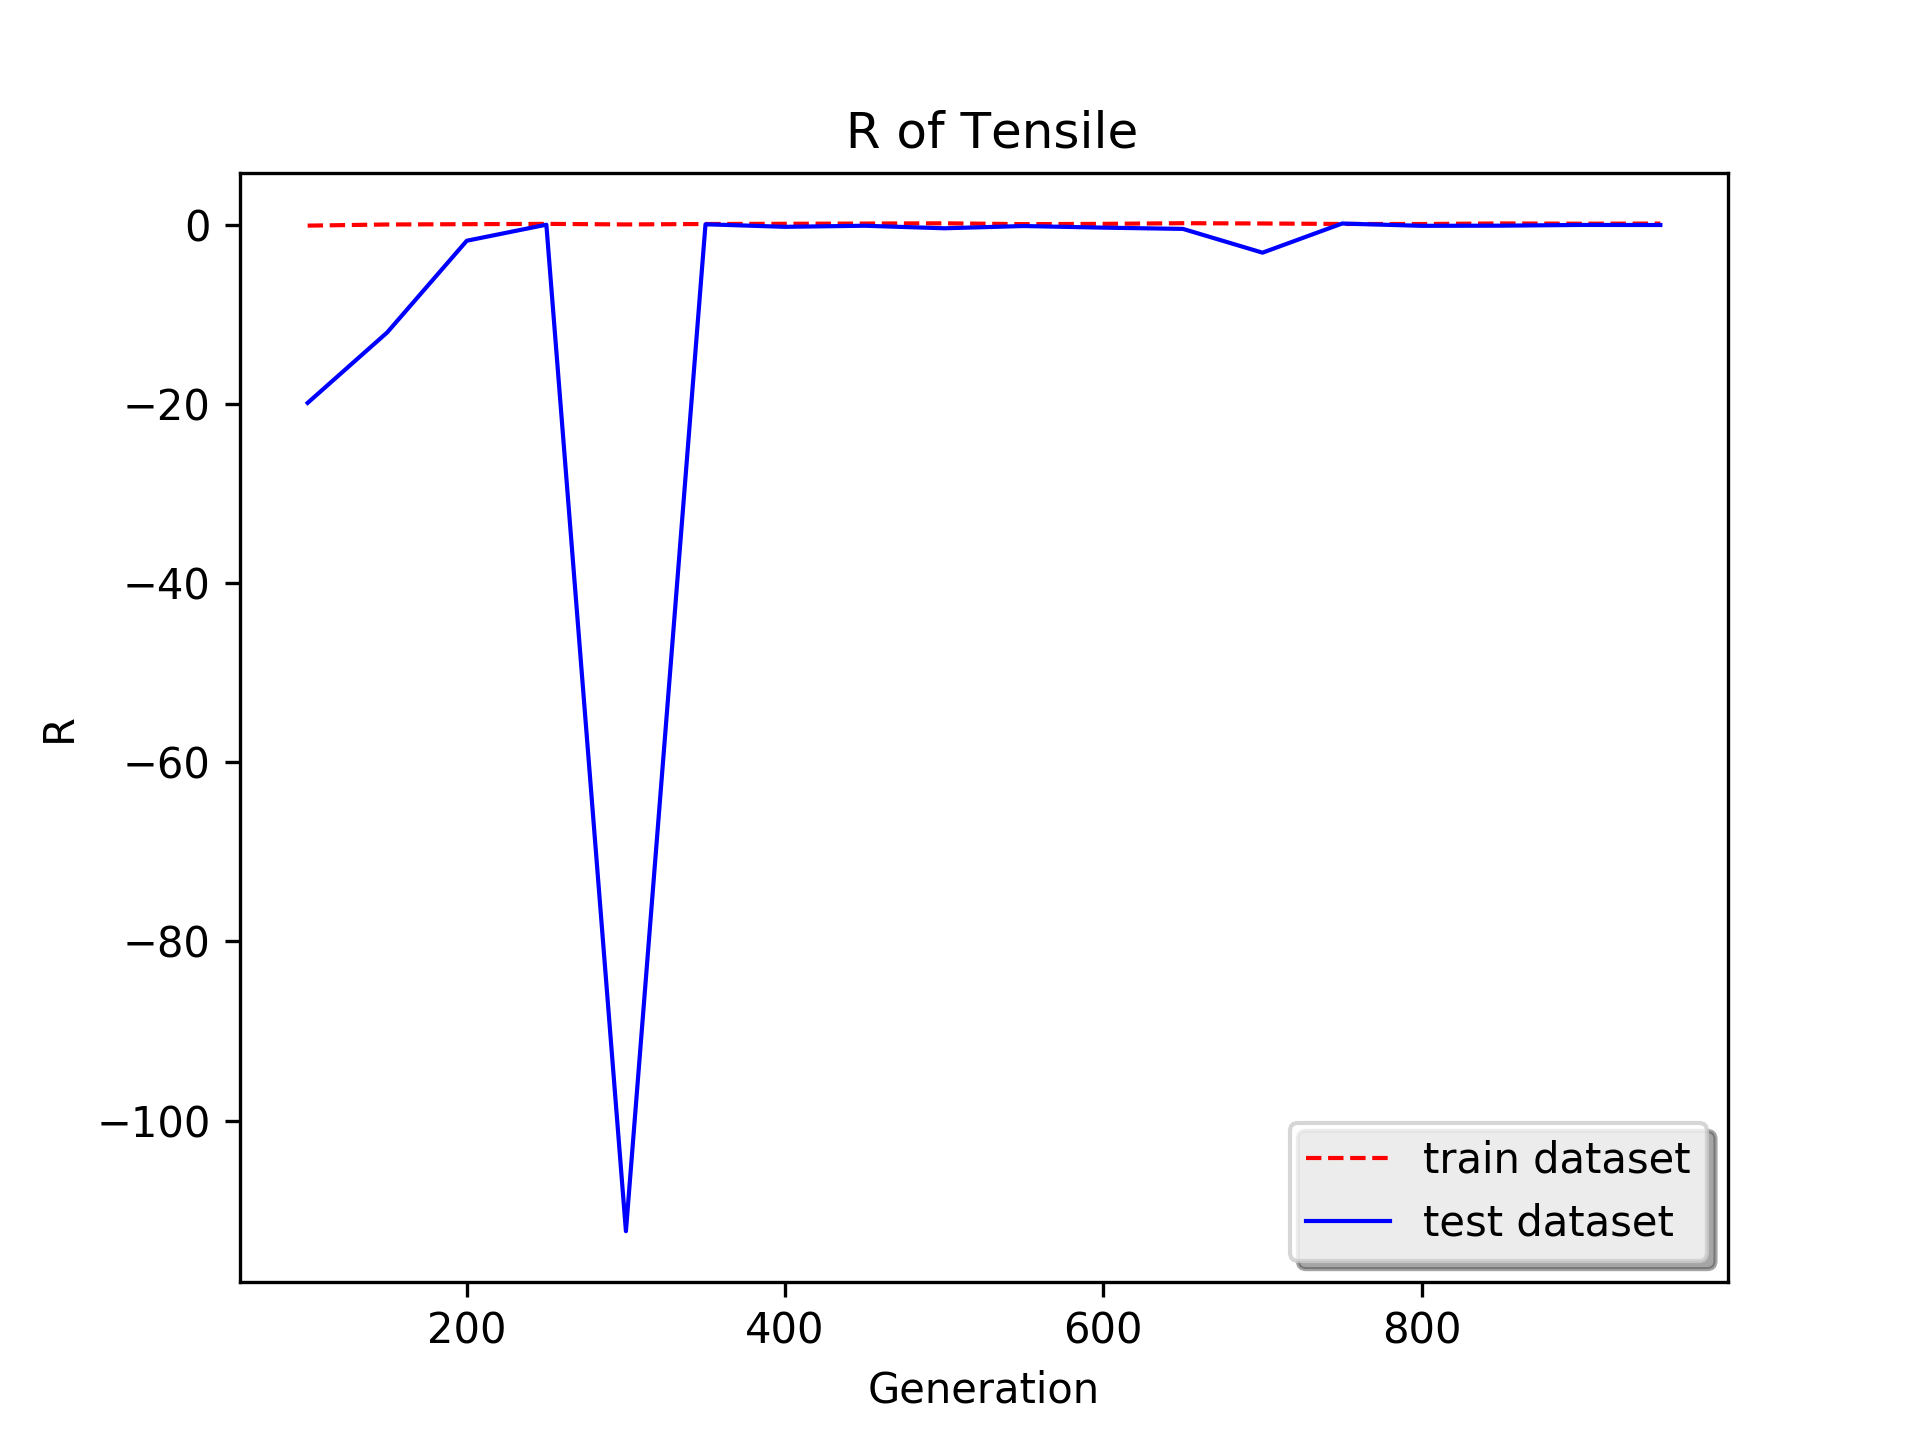 R of Tensile
0
−20
−40
−60
−80
−100
R
200 400 600 800
Generation
train dataset
test dataset